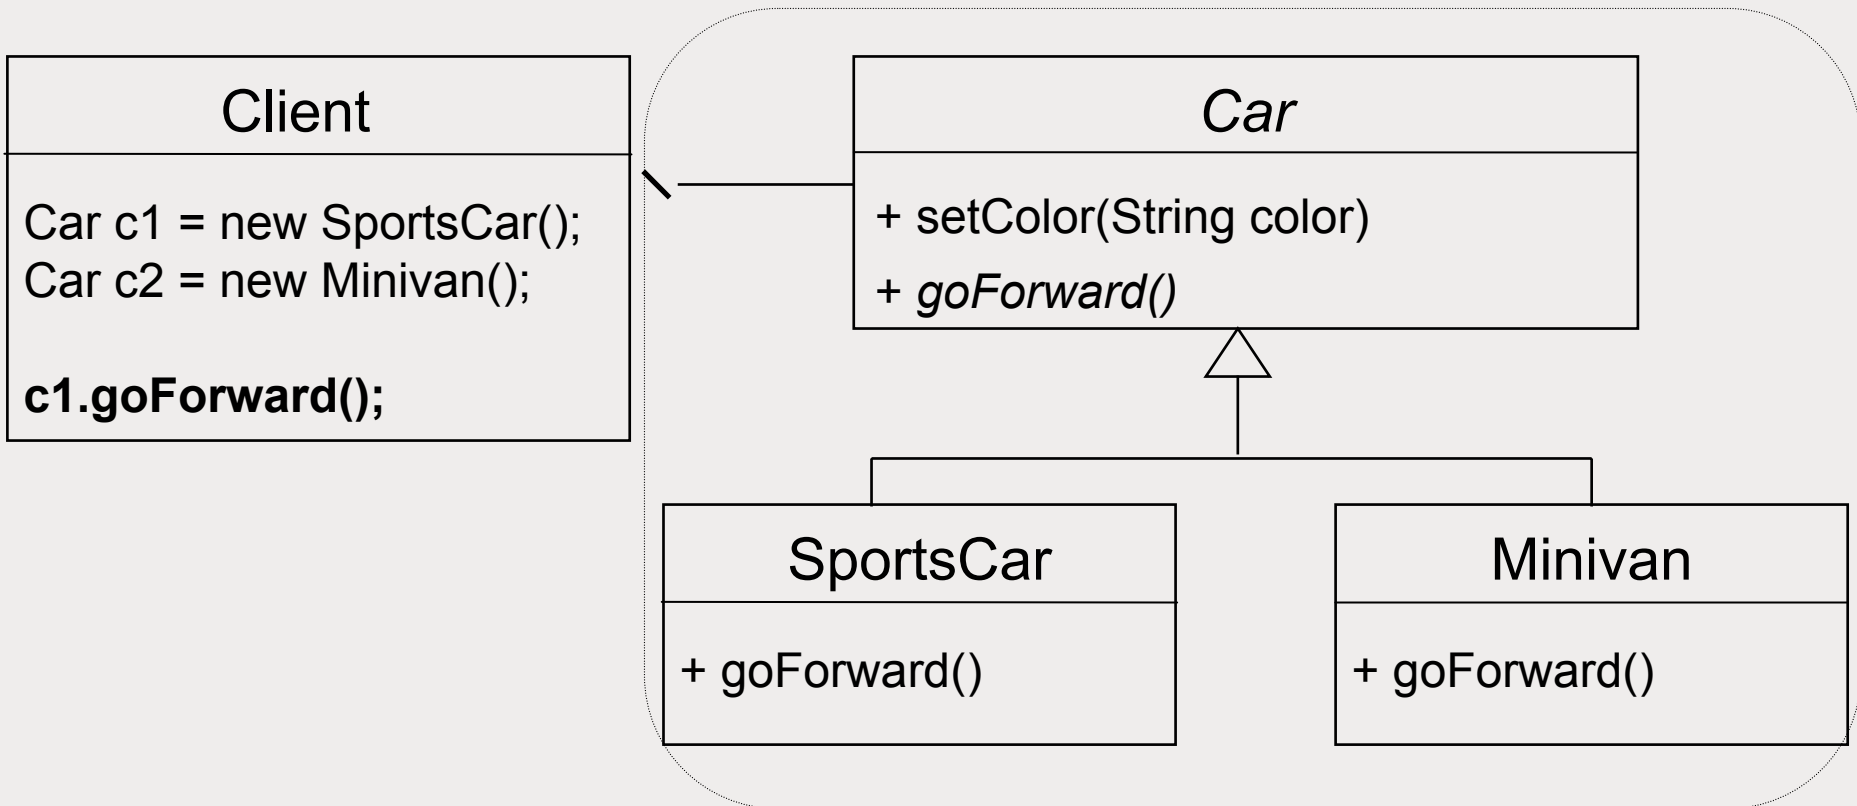 Client
Car c1 = new SportsCar();
Car c2 = new Minivan();
c1.goForward();
Car
+ setColor(String color)
+ goForward()
SportsCar
+ goForward()
Minivan
+ goForward()